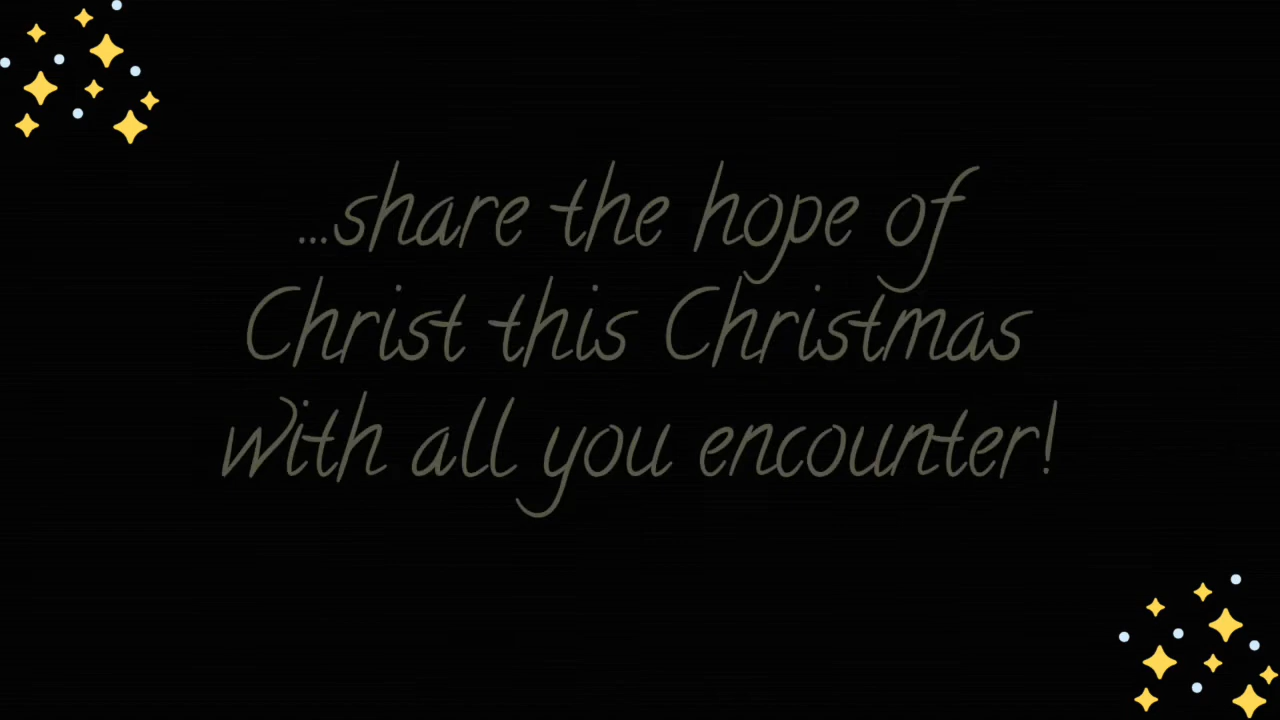 ...share the hope of
Christ this Christmas
with all you encounter!